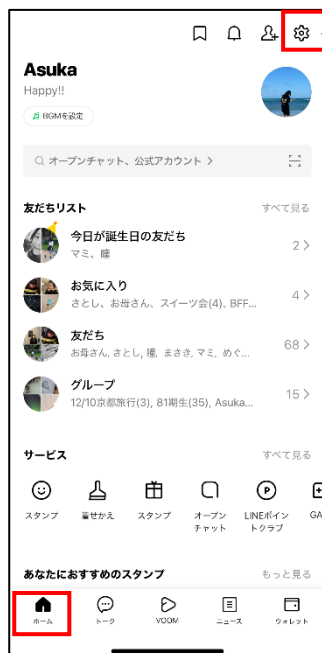 Asuka
Happy!!
BGMを設定
オープンチャット、公式アカウント >
友だちリスト すべて見る
今日が誕生日の友だち
マミ、瞳 2 >
お気に入り
さとし、お母さん、スイーツ会(4)、BFF... 4 >
友だち
お母さん, さとし, 瞳, まさき, マミ, めぐ... 68 >
グループ
12/10京都旅行(3), 81期生(35), Asuka... 15 >
サービス すべて見る
スタンプ 着せかえ スタンプ オープンチャット LINEポイントクラブ GA
あなたにおすすめのスタンプ もっと見る
ホーム トーク VOOM ニュース ウォレット